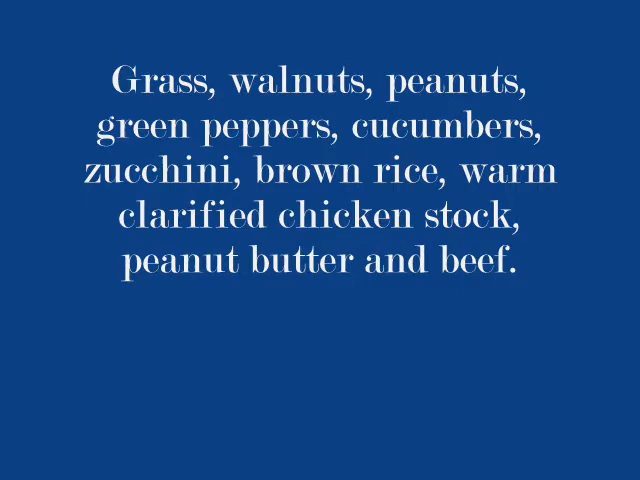 Grass, walnuts, peanuts,
green peppers, cucumbers,
zucchini, brown rice, warm
clarified chicken stock,
peanut butter and beef.